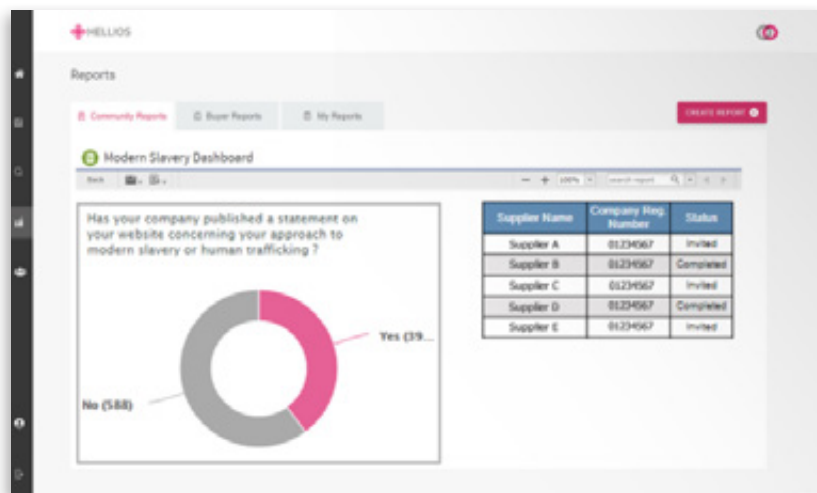 HELLIOS
Reports
Community Reports
Buyer Reports
My Reports
CREATE REPORT
Modern Slavery Dashboard
Back
100%
search report
Has your company published a statement on
your website concerning your approach to
modern slavery or human trafficking ?
Yes (39...
No (588)
Supplier Name Company Reg. Number Status
Supplier A 01234567 Invited
Supplier B 01234567 Completed
Supplier C 01234567 Invited
Supplier D 01234567 Completed
Supplier E 01234567 Invited